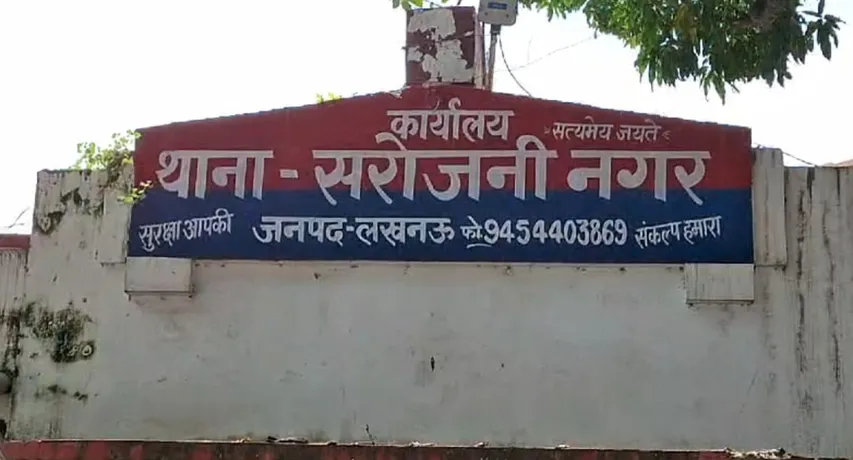 कार्यालय सत्यमेव जयते
थाना - सरोजनी नगर
सुरक्षा आपकी जनपद-लखनऊ फो.9454403869 संकल्प हमारा